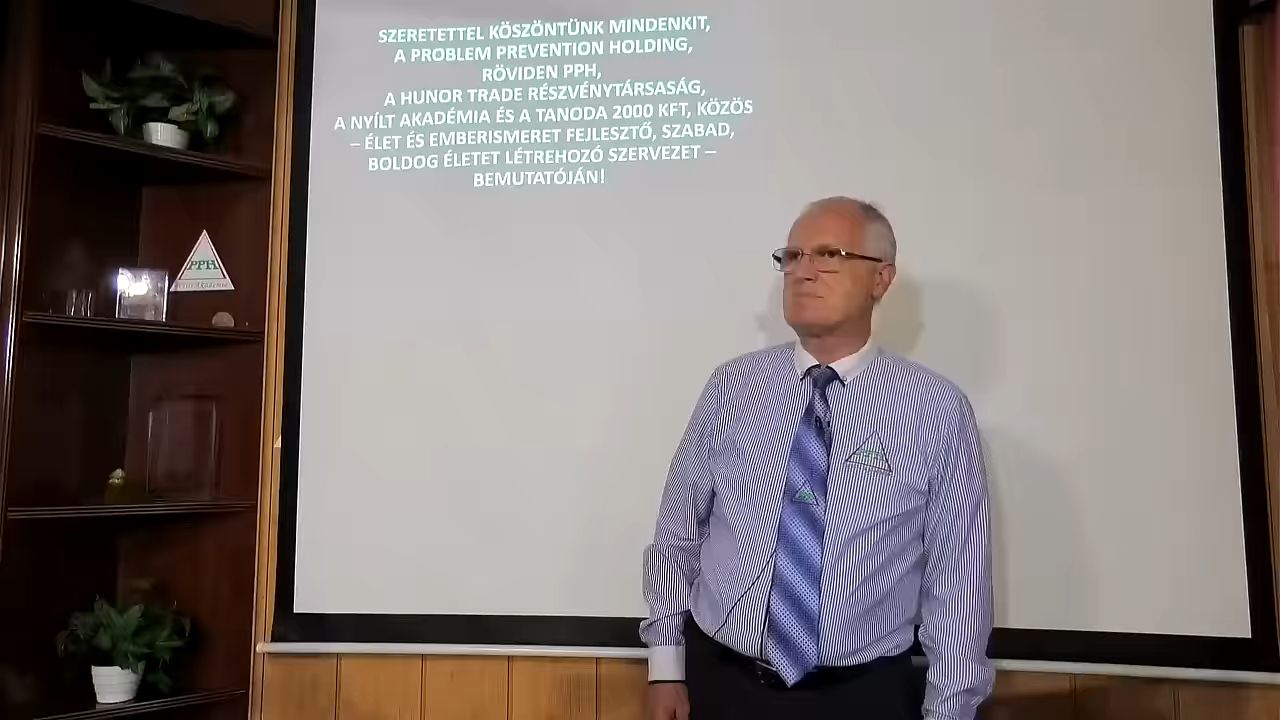 SZERETETTEL KÖSZÖNTÜNK MINDENKIT,
A PROBLEM PREVENTION HOLDING,
RÖVIDEN PPH,
A HUNOR TRADE RÉSZVÉNYTÁRSASÁG,
A NYÍLT AKADÉMIA ÉS A TANODA 2000 KFT, KÖZÖS
– ÉLET ÉS EMBERISMERET FEJLESZTŐ, SZABAD,
BOLDOG ÉLETET LÉTREHOZÓ SZERVEZET –
BEMUTATÓJÁN!
PPH
PPH